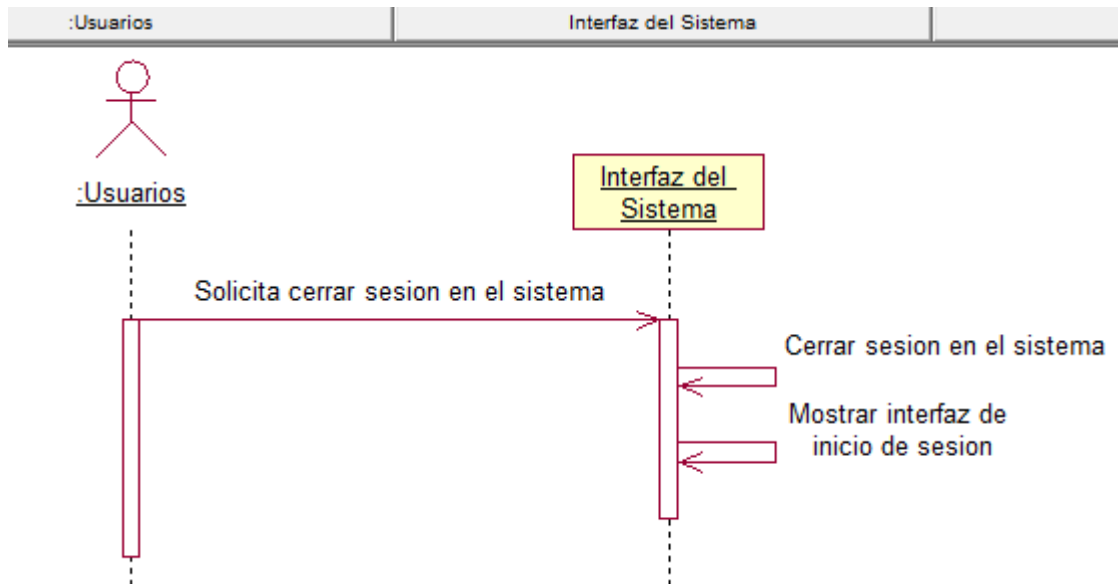 :Usuarios
Interfaz del Sistema
:Usuarios
Interfaz del
Sistema
Solicita cerrar sesion en el sistema
Cerrar sesion en el sistema
Mostrar interfaz de
inicio de sesion